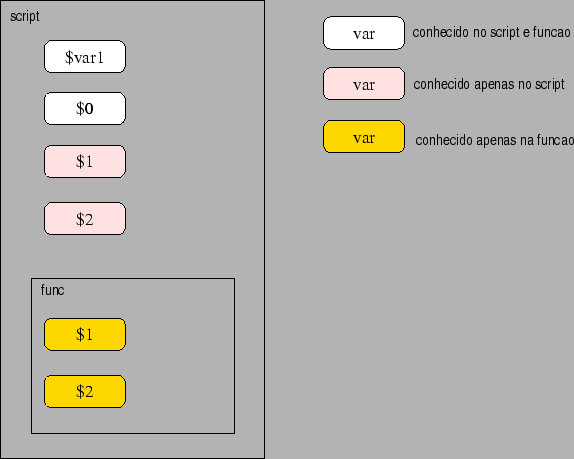 script
$var1
$0
$1
$2
func
$1
$2
var conhecido no script e funcao
var conhecido apenas no script
var conhecido apenas na funcao